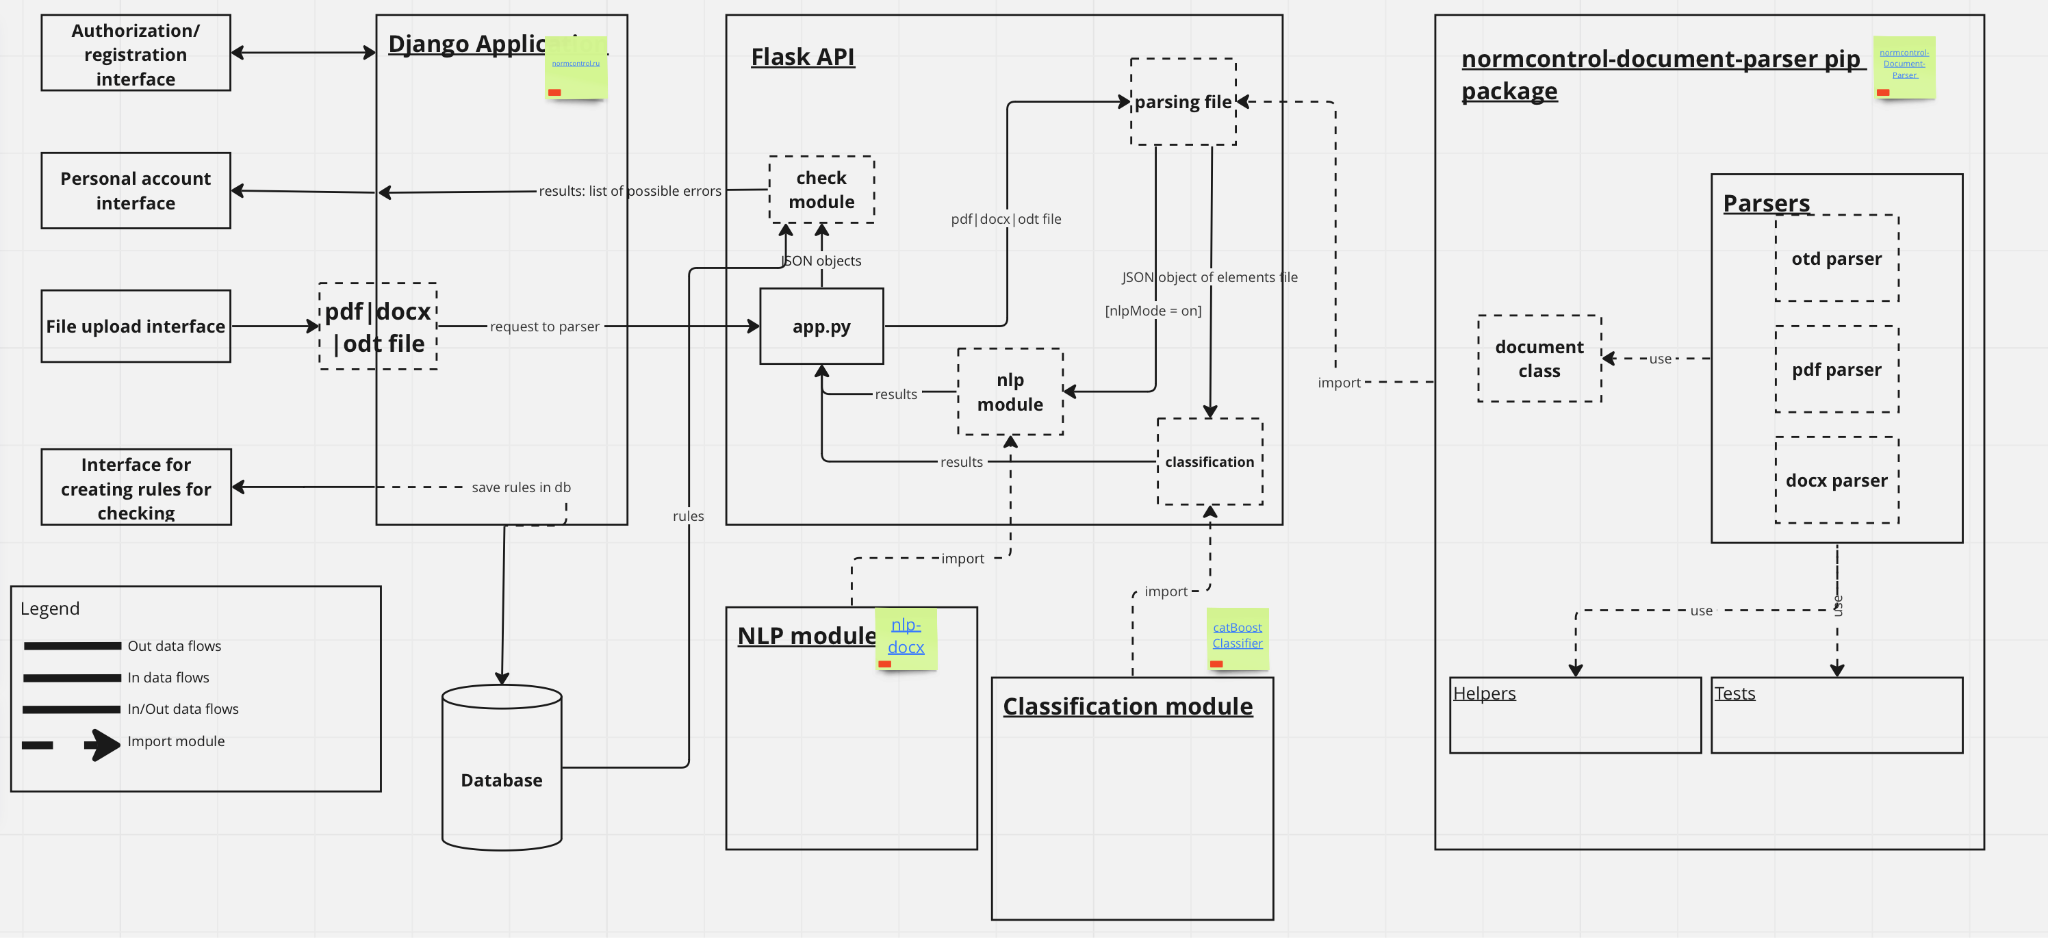 Authorization/
registration
interface
Django Applic
normcontrol.ru
Personal account
interface
File upload interface
pdf|docx
|odt file
request to parser
Interface for
creating rules for
checking
save rules in db
Legend
Out data flows
In data flows
In/Out data flows
Import module
Database
rules
Flask API
parsing file
check
module
results: list of possible errors
JSON objects
app.py
pdf|docx|odt file
JSON object of elements file
[nlpMode = on]
nlp
module
results
classification
results
import
import
import
NLP module
nlp-
docx
catBoost
Classifier
Classification module
normcontrol-document-parser pip
package
normcontrol-
Document-
Parser
Parsers
otd parser
pdf parser
docx parser
document
class
use
use
use
Helpers
Tests